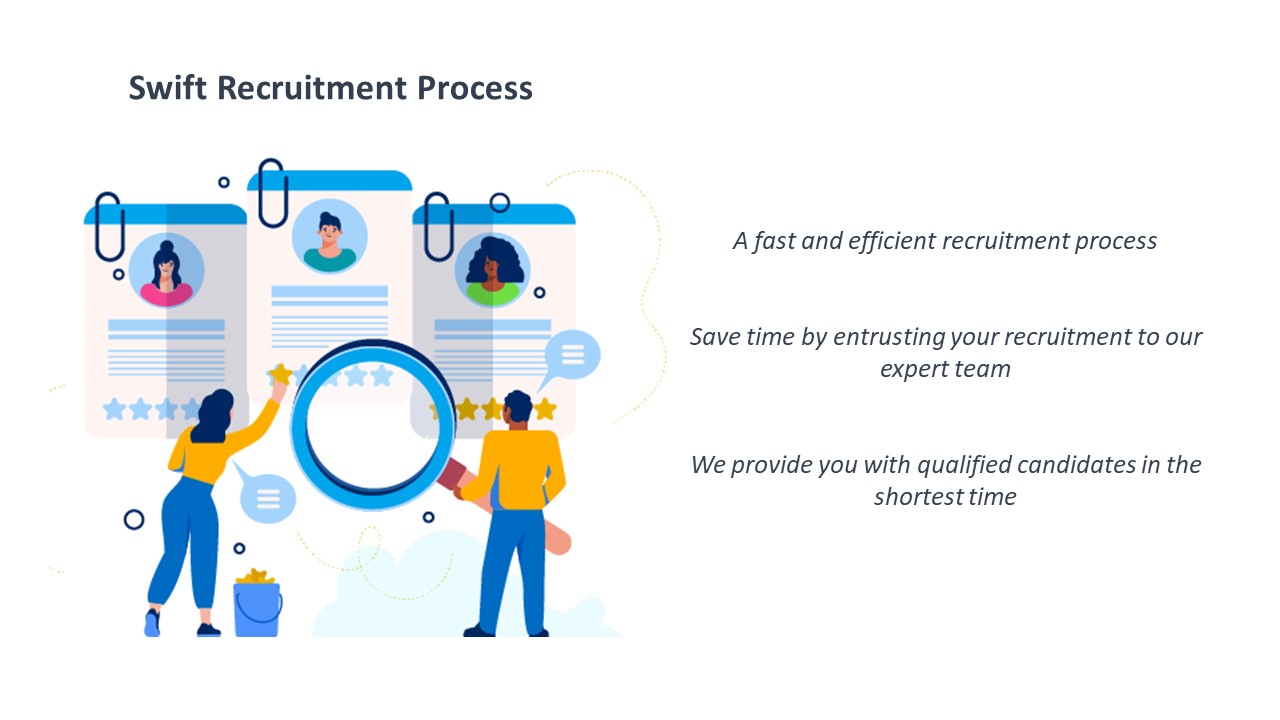 Swift Recruitment Process
A fast and efficient recruitment process
Save time by entrusting your recruitment to our
expert team
We provide you with qualified candidates in the
shortest time